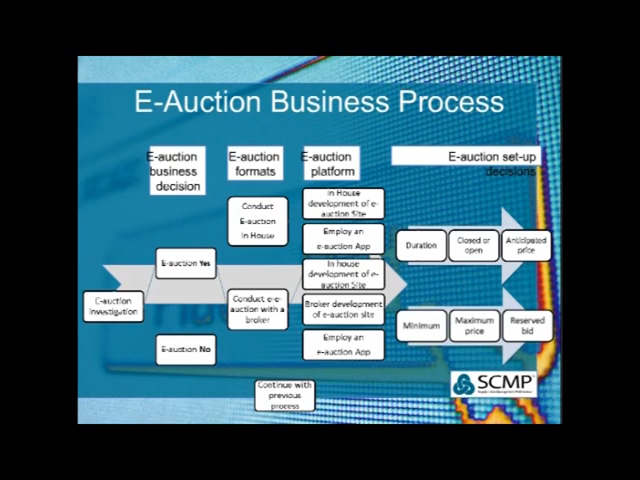 E-Auction Business Process
E-auction
business
decision
E-auction
formats
E-auction
platform
E-auction set-up
decisions
Conduct
E-auction
In House
In House
development of e-
auction Site
Employ an
e-auction App
Duration
Closed or
open
Anticipated
price
E-auction Yes
In house
development of e-
auction Site
E-auction
Investigation
Conduct e-e-
auction with a
broker
Broker development
of e-auction site
Minimum
Maximum
price
Reserved
bid
E-auction No
Employ an
e-auction App
Continue with
previous
process
SCMP